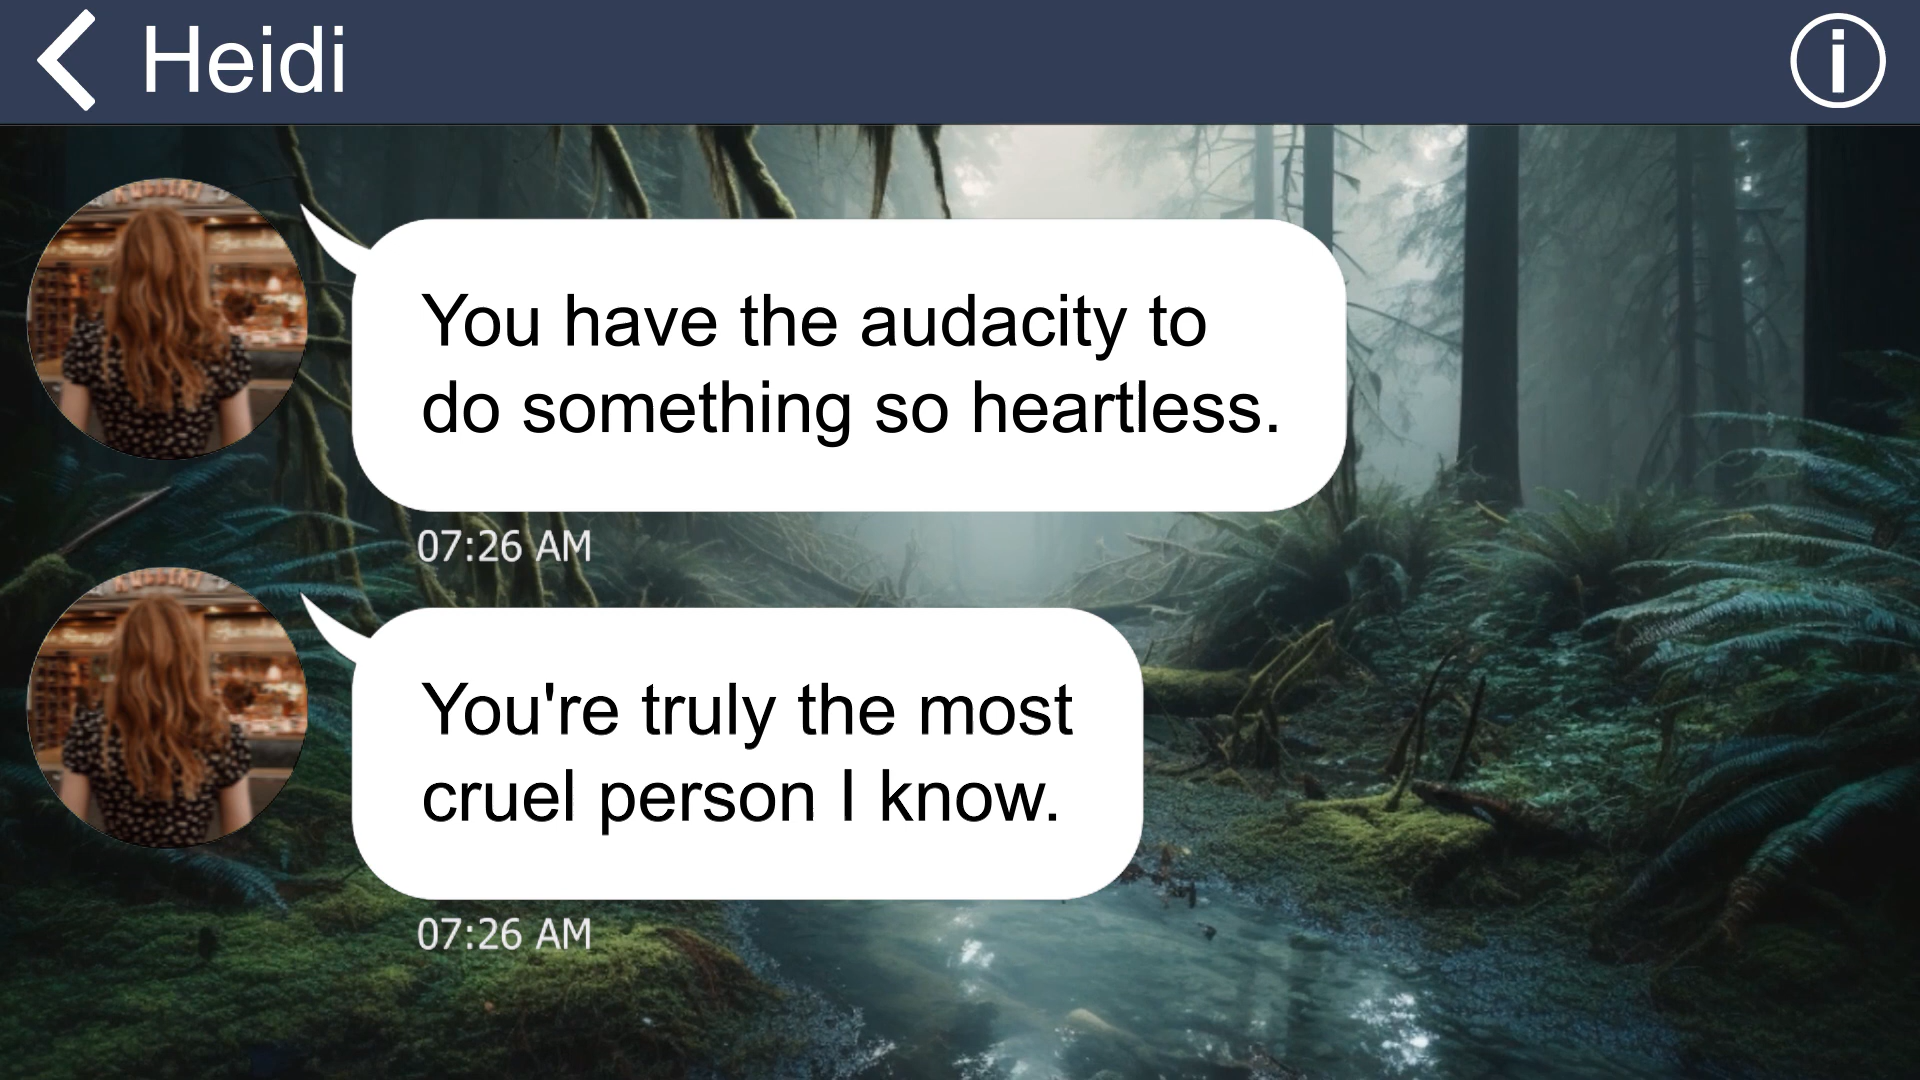 Heidi
You have the audacity to
do something so heartless.
07:26 AM
You're truly the most
cruel person I know.
07:26 AM